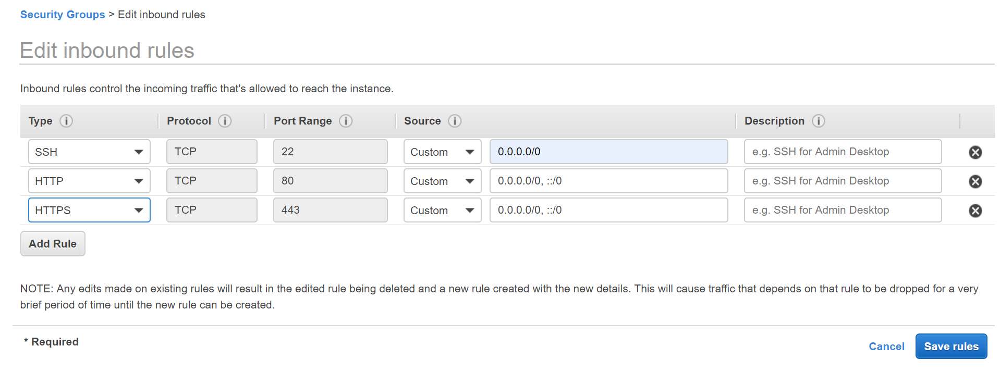 Security Groups > Edit inbound rules
Edit inbound rules
Inbound rules control the incoming traffic that's allowed to reach the instance.
Type i Protocol i Port Range i Source i Description i
SSH TCP 22 Custom 0.0.0.0/0 e.g. SSH for Admin Desktop
HTTP TCP 80 Custom 0.0.0.0/0, ::/0 e.g. SSH for Admin Desktop
HTTPS TCP 443 Custom 0.0.0.0/0, ::/0 e.g. SSH for Admin Desktop
Add Rule
NOTE: Any edits made on existing rules will result in the edited rule being deleted and a new rule created with the new details. This will cause traffic that depends on that rule to be dropped for a very
brief period of time until the new rule can be created.
* Required
Cancel Save rules